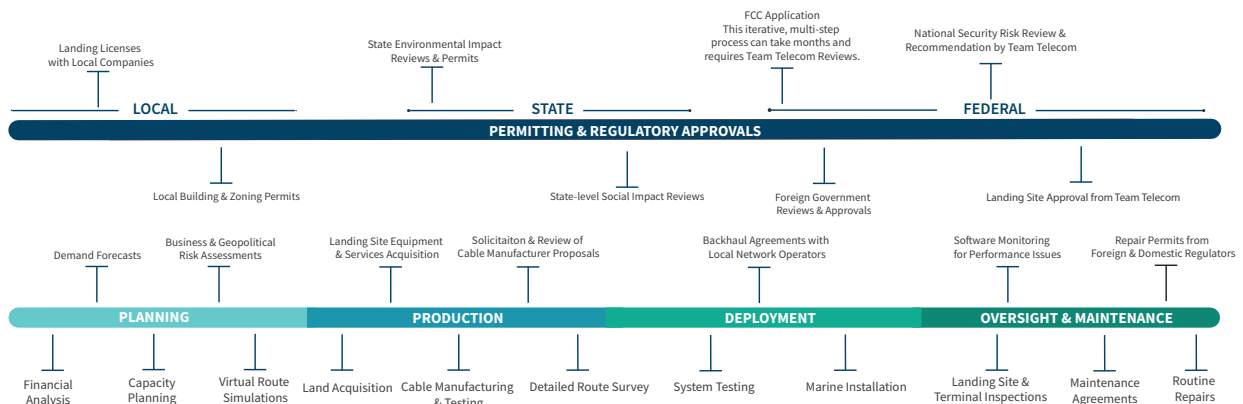 FCC Application
This iterative, multi-step
process can take months and
requires Team Telecom Reviews.
National Security Risk Review &
Recommendation by Team Telecom
State Environmental Impact
Reviews & Permits
Landing Licenses
with Local Companies
LOCAL
STATE
FEDERAL
PERMITTING & REGULATORY APPROVALS
Local Building & Zoning Permits
State-level Social Impact Reviews
Foreign Government
Reviews & Approvals
Landing Site Approval from Team Telecom
Demand Forecasts
Business & Geopolitical
Risk Assessments
Landing Site Equipment
& Services Acquisition
Solicitaiton & Review of
Cable Manufacturer Proposals
Backhaul Agreements with
Local Network Operators
Software Monitoring
for Performance Issues
Repair Permits from
Foreign & Domestic Regulators
PLANNING
PRODUCTION
DEPLOYMENT
OVERSIGHT & MAINTENANCE
Financial
Analysis
Capacity
Planning
Virtual Route
Simulations
Land Acquisition
Cable Manufacturing
& Testing
Detailed Route Survey
System Testing
Marine Installation
Landing Site &
Terminal Inspections
Maintenance
Agreements
Routine
Repairs